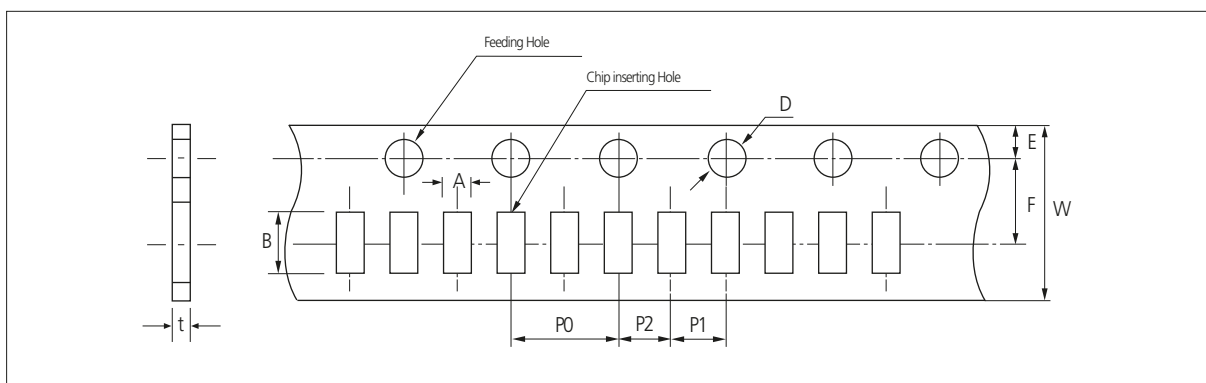 Feeding Hole
Chip inserting Hole
D
E
A
F
W
B
t
P0
P2
P1